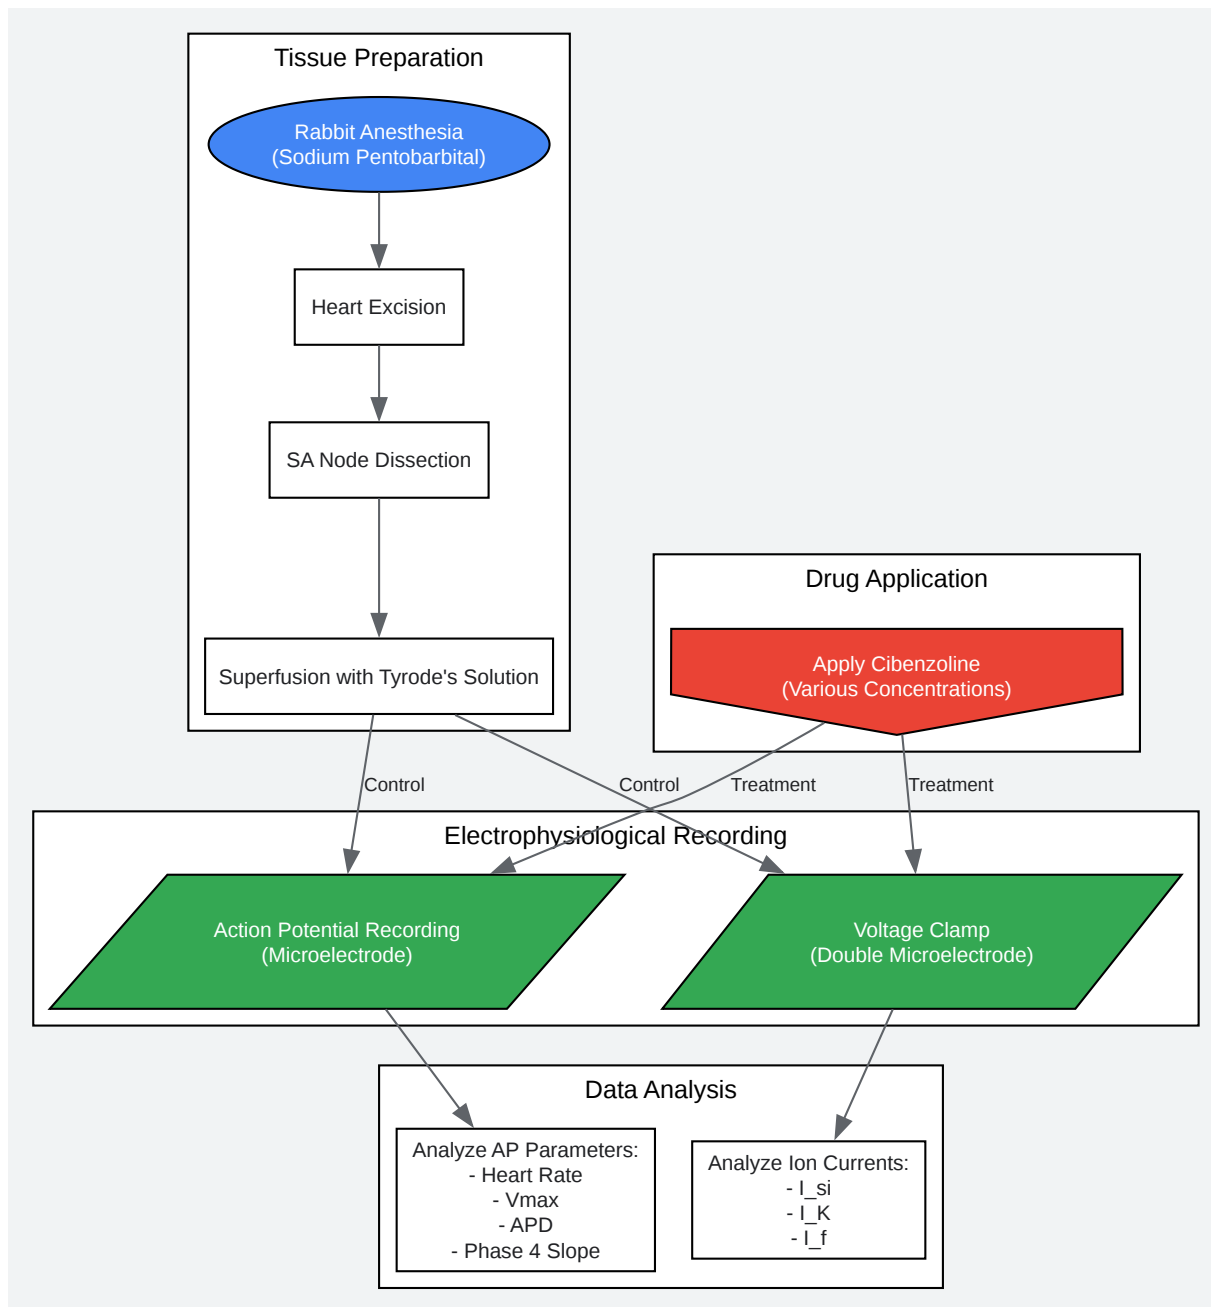 Tissue Preparation
Rabbit Anesthesia
(Sodium Pentobarbital)
Heart Excision
SA Node Dissection
Superfusion with Tyrode's Solution
Drug Application
Apply Cibenzoline
(Various Concentrations)
Control
Control
Treatment
Treatment
Electrophysiological Recording
Action Potential Recording
(Microelectrode)
Voltage Clamp
(Double Microelectrode)
Data Analysis
Analyze AP Parameters:
- Heart Rate
- Vmax
- APD
- Phase 4 Slope
Analyze Ion Currents:
- I_si
- I_K
- I_f